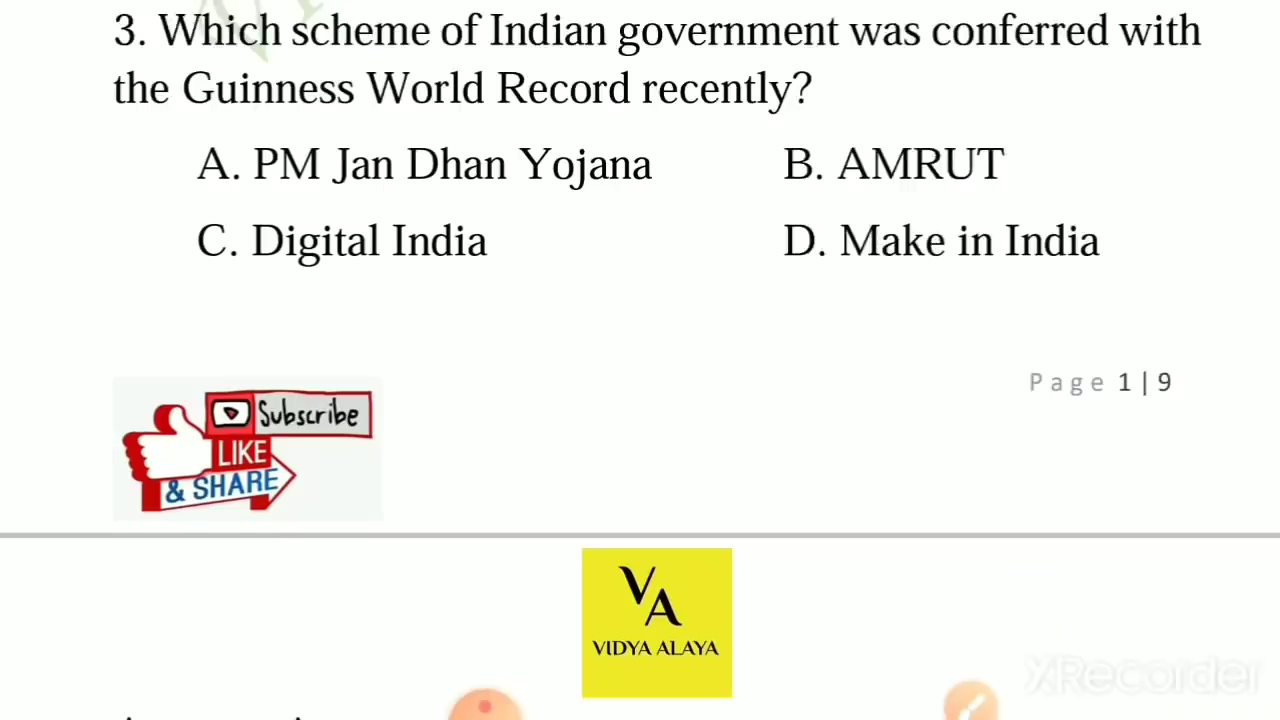 3. Which scheme of Indian government was conferred with
the Guinness World Record recently?
A. PM Jan Dhan Yojana B. AMRUT
C. Digital India D. Make in India
Page 1 | 9
Subscribe
LIKE
& SHARE
VA
VIDYA ALAYA
XRecorder